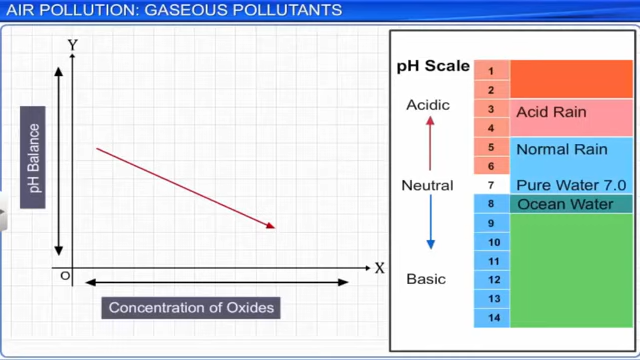 AIR POLLUTION: GASEOUS POLLUTANTS
Y
pH Balance
O
X
Concentration of Oxides
pH Scale
Acidic
Neutral
Basic
1
2
3 Acid Rain
4
5 Normal Rain
6
7 Pure Water 7.0
8 Ocean Water
9
10
11
12
13
14